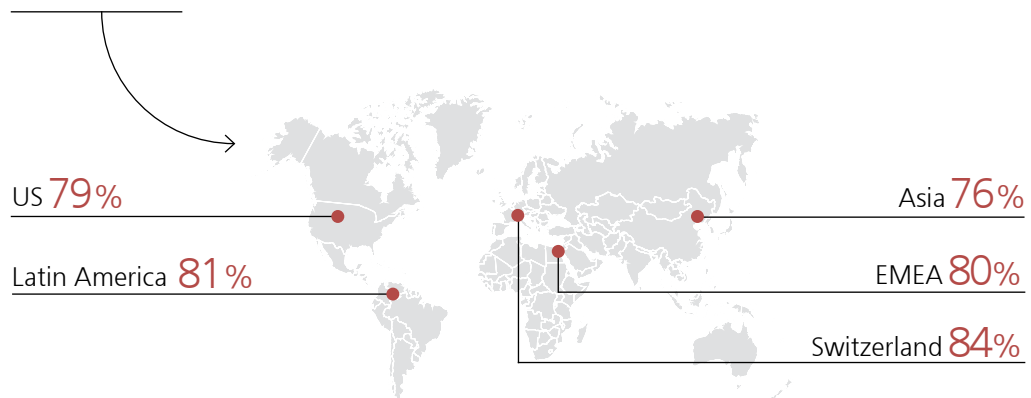 US 79%
Asia 76%
Latin America 81%
EMEA 80%
Switzerland 84%